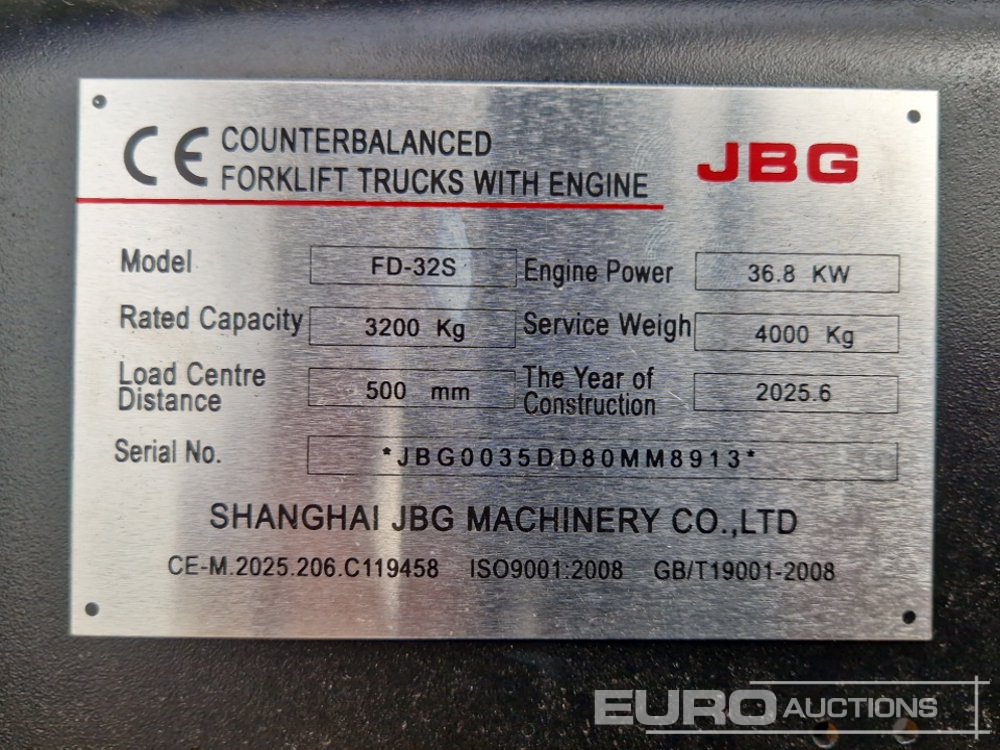 CE COUNTERBALANCED
FORKLIFT TRUCKS WITH ENGINE
JBG
Model FD-32S Engine Power 36.8 KW
Rated Capacity 3200 Kg Service Weigh 4000 Kg
Load Centre Distance 500 mm The Year of Construction 2025.6
Serial No. *JBG0035DD80MM8913*
SHANGHAI JBG MACHINERY CO.,LTD
CE-M.2025.206.C119458 ISO9001:2008 GB/T19001-2008
EURO AUCTIONS